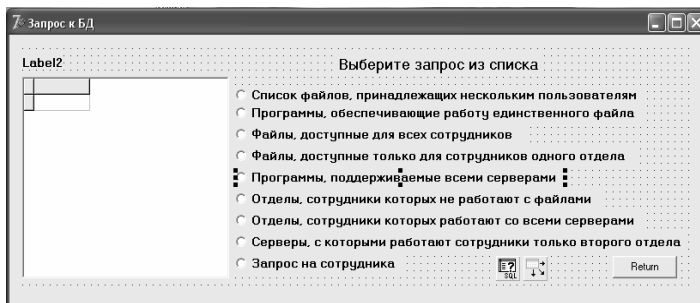 Запрос к БД
Label2
Выберите запрос из списка
Список файлов, принадлежащих нескольким пользователям
Программы, обеспечивающие работу единственного файла
Файлы, доступные для всех сотрудников
Файлы, доступные только для сотрудников одного отдела
Программы, поддерживаемые всеми серверами
Отделы, сотрудники которых не работают с файлами
Отделы, сотрудники которых работают со всеми серверами
Серверы, с которыми работают сотрудники только второго отдела
Запрос на сотрудника
SQL
Return